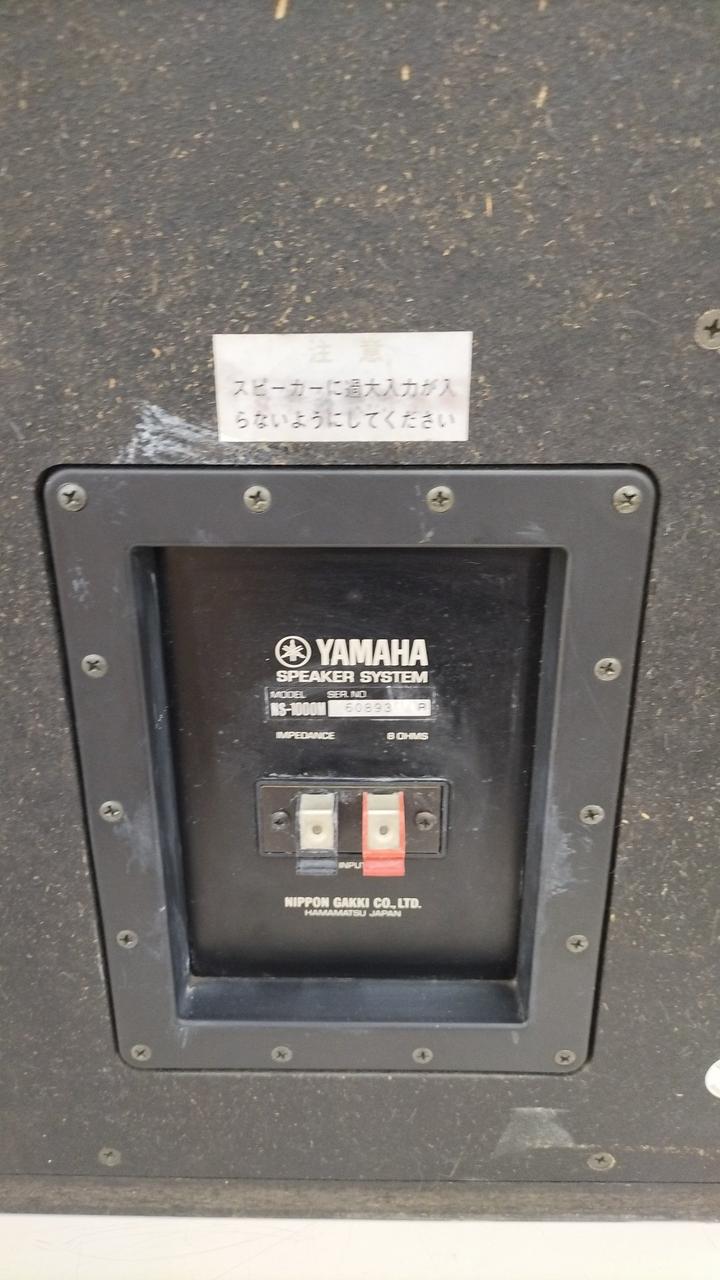 注 意
スピーカーに過大入力が入
らないようにしてください
YAMAHA
SPEAKER SYSTEM
MODEL SER. NO
NS-1000M 60893 R
IMPEDANCE 8 OHMS
INPUT
NIPPON GAKKI CO., LTD.
HAMAMATSU JAPAN